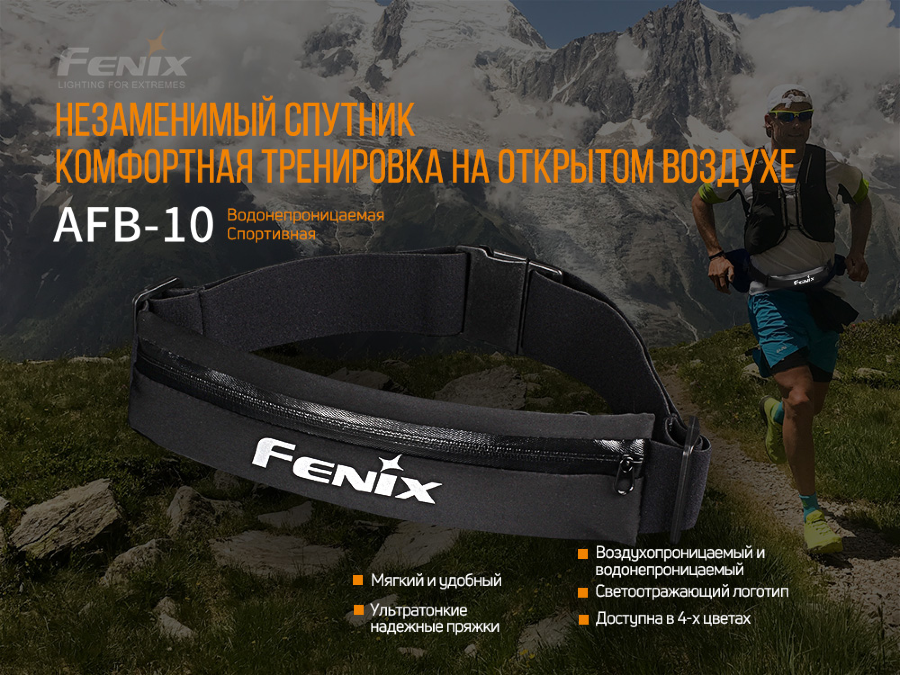 FENIX
LIGHTING FOR EXTREMES
НЕЗАМЕНИМЫЙ СПУТНИК
КОМФОРТНАЯ ТРЕНИРОВКА НА ОТКРЫТОМ ВОЗДУХЕ
AFB-10
Водонепроницаемая
Спортивная
FENIX
FENIX
Мягкий и удобный
Ультратонкие
надежные пряжки
Воздухопроницаемый и
водонепроницаемый
Светоотражающий логотип
Доступна в 4-х цветах